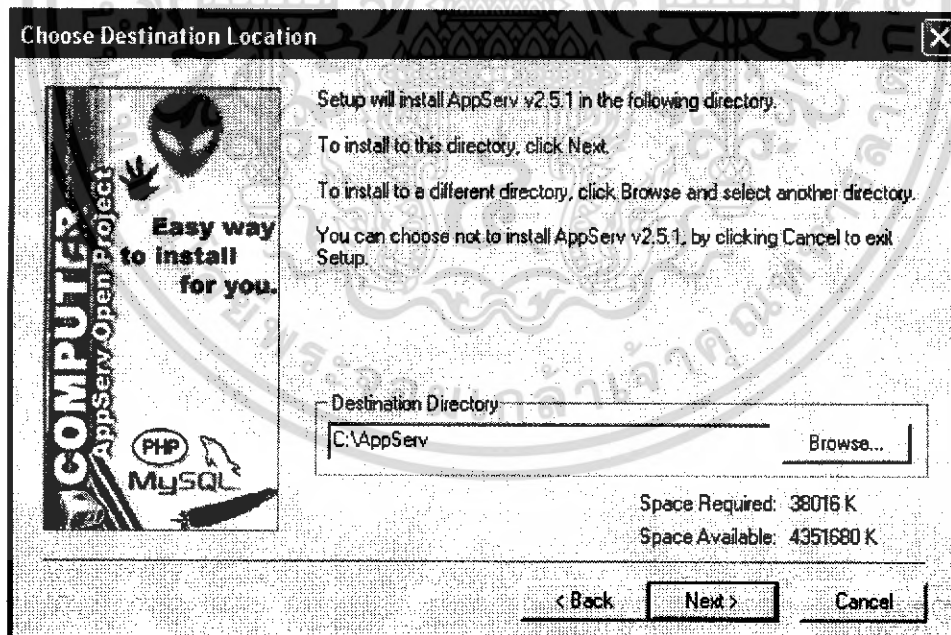 Choose Destination Location
COMPUTER
AppServ Open Project
Easy way
to install
for you.
PHP
MySQL
Setup will install AppServ v2.5.1 in the following directory.
To install to this directory, click Next.
To install to a different directory, click Browse and select another directory.
You can choose not to install AppServ v2.5.1, by clicking Cancel to exit
Setup.
Destination Directory
C:\AppServ
Browse...
Space Required: 38016 K
Space Available: 4351680 K
< Back
Next >
Cancel